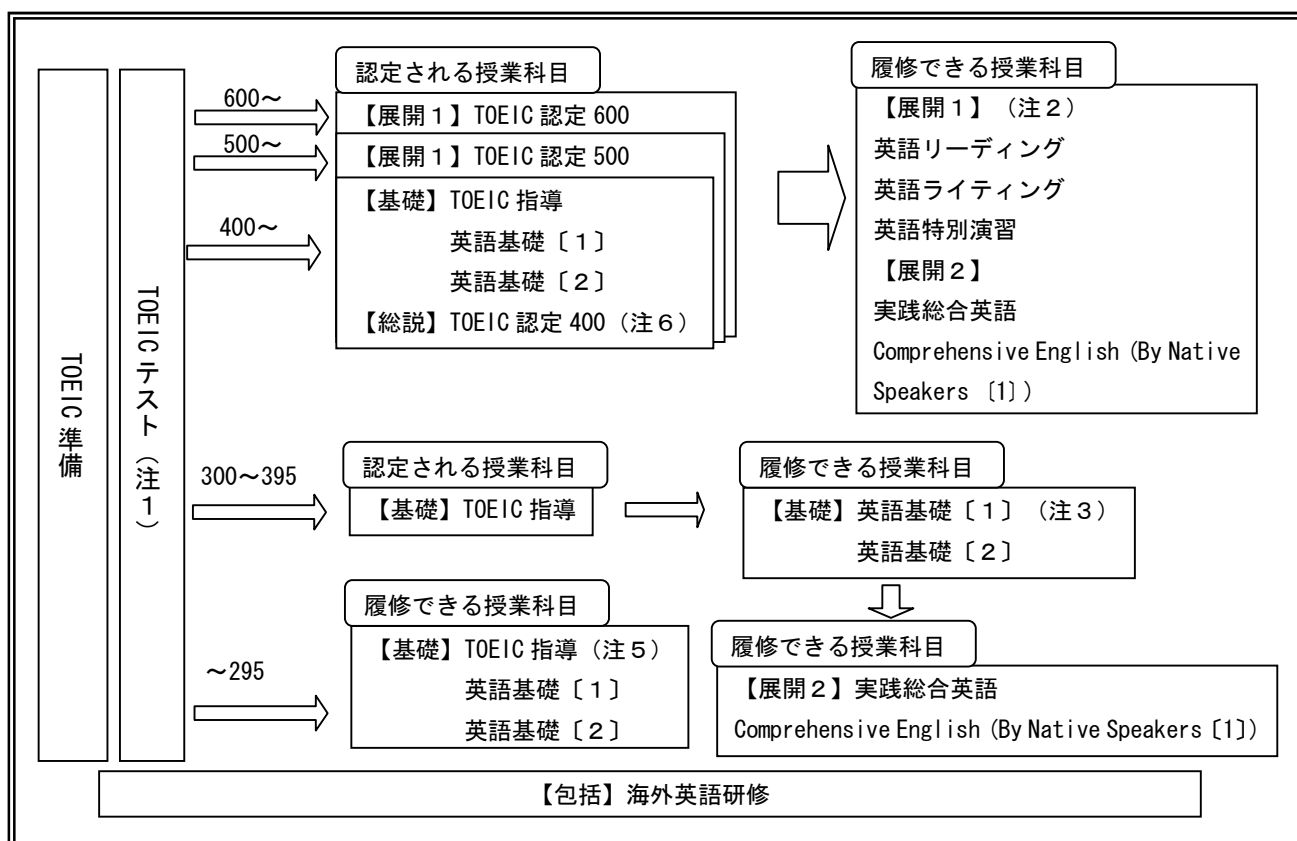 TOEIC 準備
TOEIC テスト（注１）
600～
500～
400～
認定される授業科目
【展開１】TOEIC 認定 600
【展開１】TOEIC 認定 500
【基礎】TOEIC 指導
英語基礎〔１〕
英語基礎〔２〕
【総説】TOEIC 認定 400（注６）
履修できる授業科目
【展開１】（注２）
英語リーディング
英語ライティング
英語特別演習
【展開２】
実践総合英語
Comprehensive English (By Native
Speakers〔1〕)
300～395
認定される授業科目
【基礎】TOEIC 指導
履修できる授業科目
【基礎】英語基礎〔１〕（注３）
英語基礎〔２〕
～295
履修できる授業科目
【基礎】TOEIC 指導（注５）
英語基礎〔１〕
英語基礎〔２〕
履修できる授業科目
【展開２】実践総合英語
Comprehensive English (By Native Speakers〔1〕)
【包括】海外英語研修